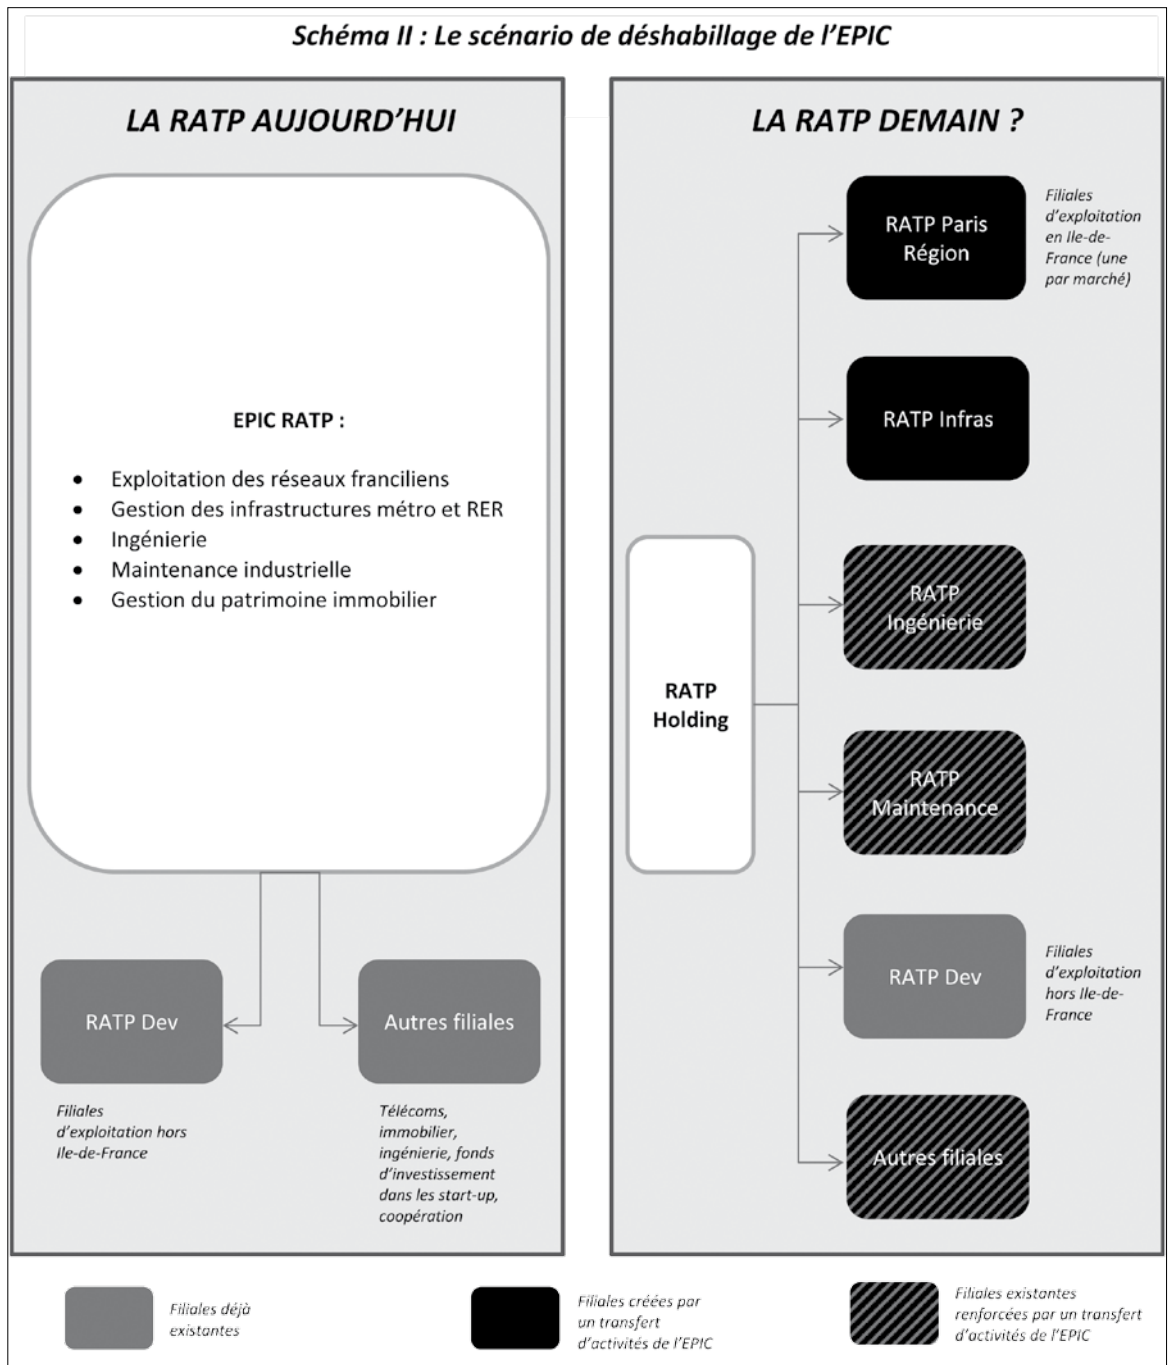 Schéma II : Le scénario de déshabillage de l’EPIC
LA RATP AUJOURD’HUI
EPIC RATP :
• Exploitation des réseaux franciliens
• Gestion des infrastructures métro et RER
• Ingénierie
• Maintenance industrielle
• Gestion du patrimoine immobilier
RATP Dev
Autres filiales
Filiales
d’exploitation hors
Ile-de-France
Télécoms,
immobilier,
ingénierie, fonds
d’investissement
dans les start-up,
coopération
LA RATP DEMAIN ?
RATP
Holding
RATP Paris
Région
Filiales
d’exploitation
en Ile-de-
France (une
par marché)
RATP Infras
RATP
Ingénierie
RATP
Maintenance
RATP Dev
Filiales
d’exploitation
hors Ile-de-
France
Autres filiales
Filiales déjà
existantes
Filiales créées par
un transfert
d’activités de l’EPIC
Filiales existantes
renforcées par un transfert
d’activités de l’EPIC